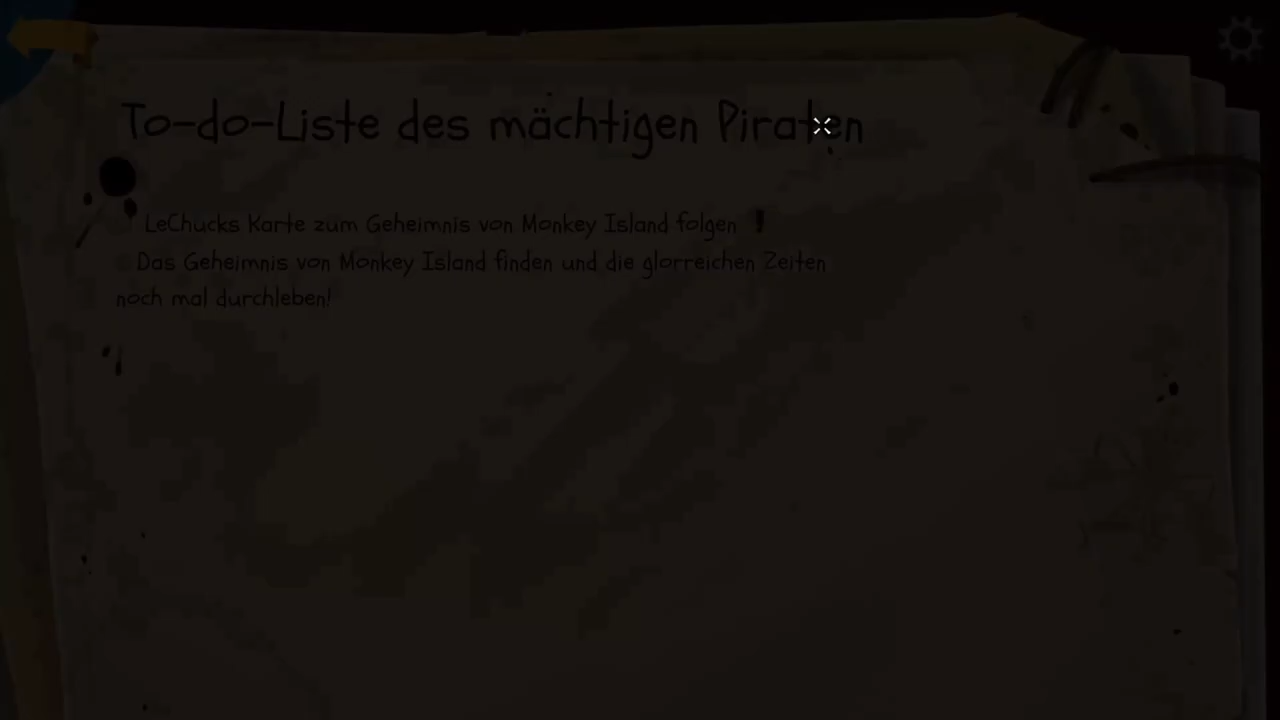 To-do-Liste des mächtigen Piraten
LeChucks Karte zum Geheimnis von Monkey Island folgen !
Das Geheimnis von Monkey Island finden und die glorreichen Zeiten
noch mal durchleben!